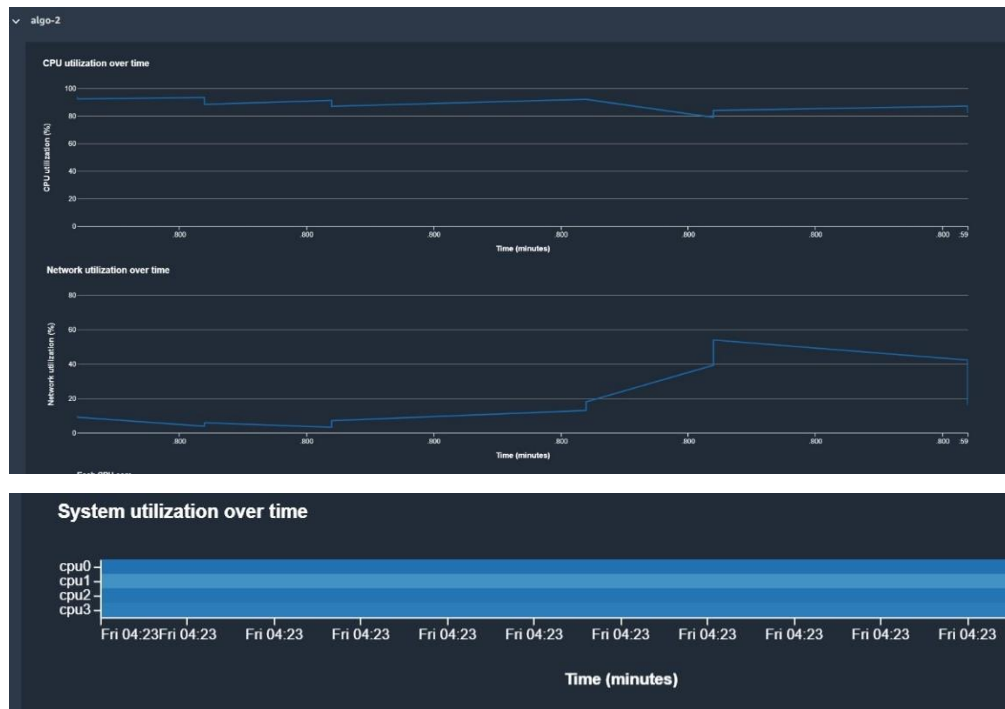 algo-2
CPU utilization over time
100
80
60
40
20
0
CPU utilization (%)
.800 .800 .800 .800 .800 .800 .800 :59
Time (minutes)
Network utilization over time
80
60
40
20
0
Network utilization (%)
.800 .800 .800 .800 .800 .800 .800 :59
Time (minutes)
System utilization over time
cpu0
cpu1
cpu2
cpu3
Fri 04:23 Fri 04:23 Fri 04:23 Fri 04:23 Fri 04:23 Fri 04:23 Fri 04:23 Fri 04:23 Fri 04:23 Fri 04:23 Fri 04:23
Time (minutes)